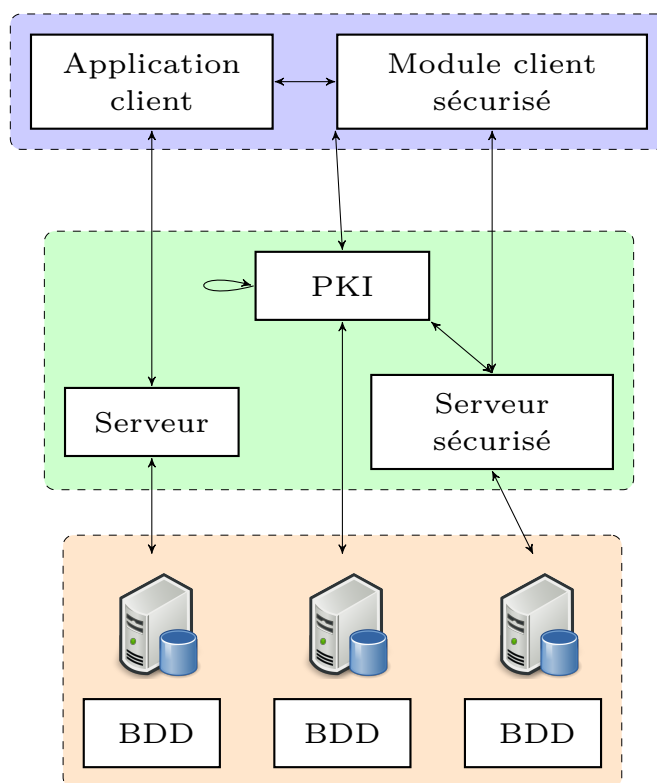 Application
client
Module client
sécurisé
PKI
Serveur
Serveur
sécurisé
BDD
BDD
BDD